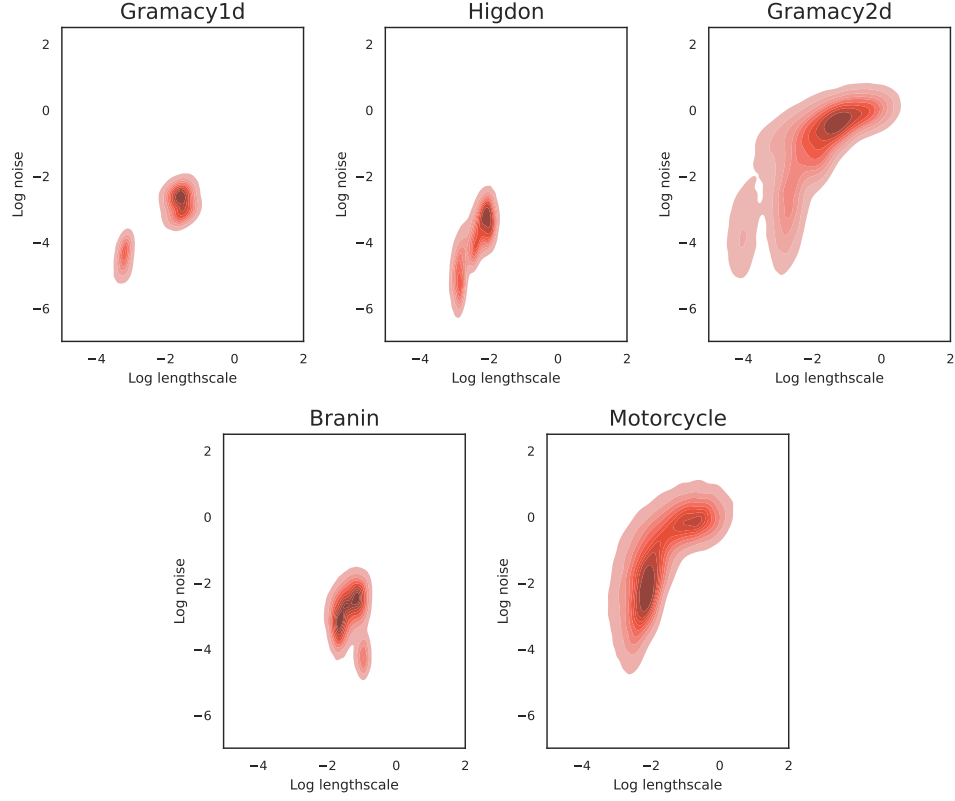 Gramacy1d Higdon Gramacy2d
2 2 2
0 0 0
−2 −2 −2
−4 −4 −4
−6 −6 −6
Log noise Log noise Log noise
−4 −2 0 2 −4 −2 0 2 −4 −2 0 2
Log lengthscale Log lengthscale Log lengthscale
Branin Motorcycle
2 2
0 0
−2 −2
−4 −4
−6 −6
Log noise Log noise
−4 −2 0 2 −4 −2 0 2
Log lengthscale Log lengthscale